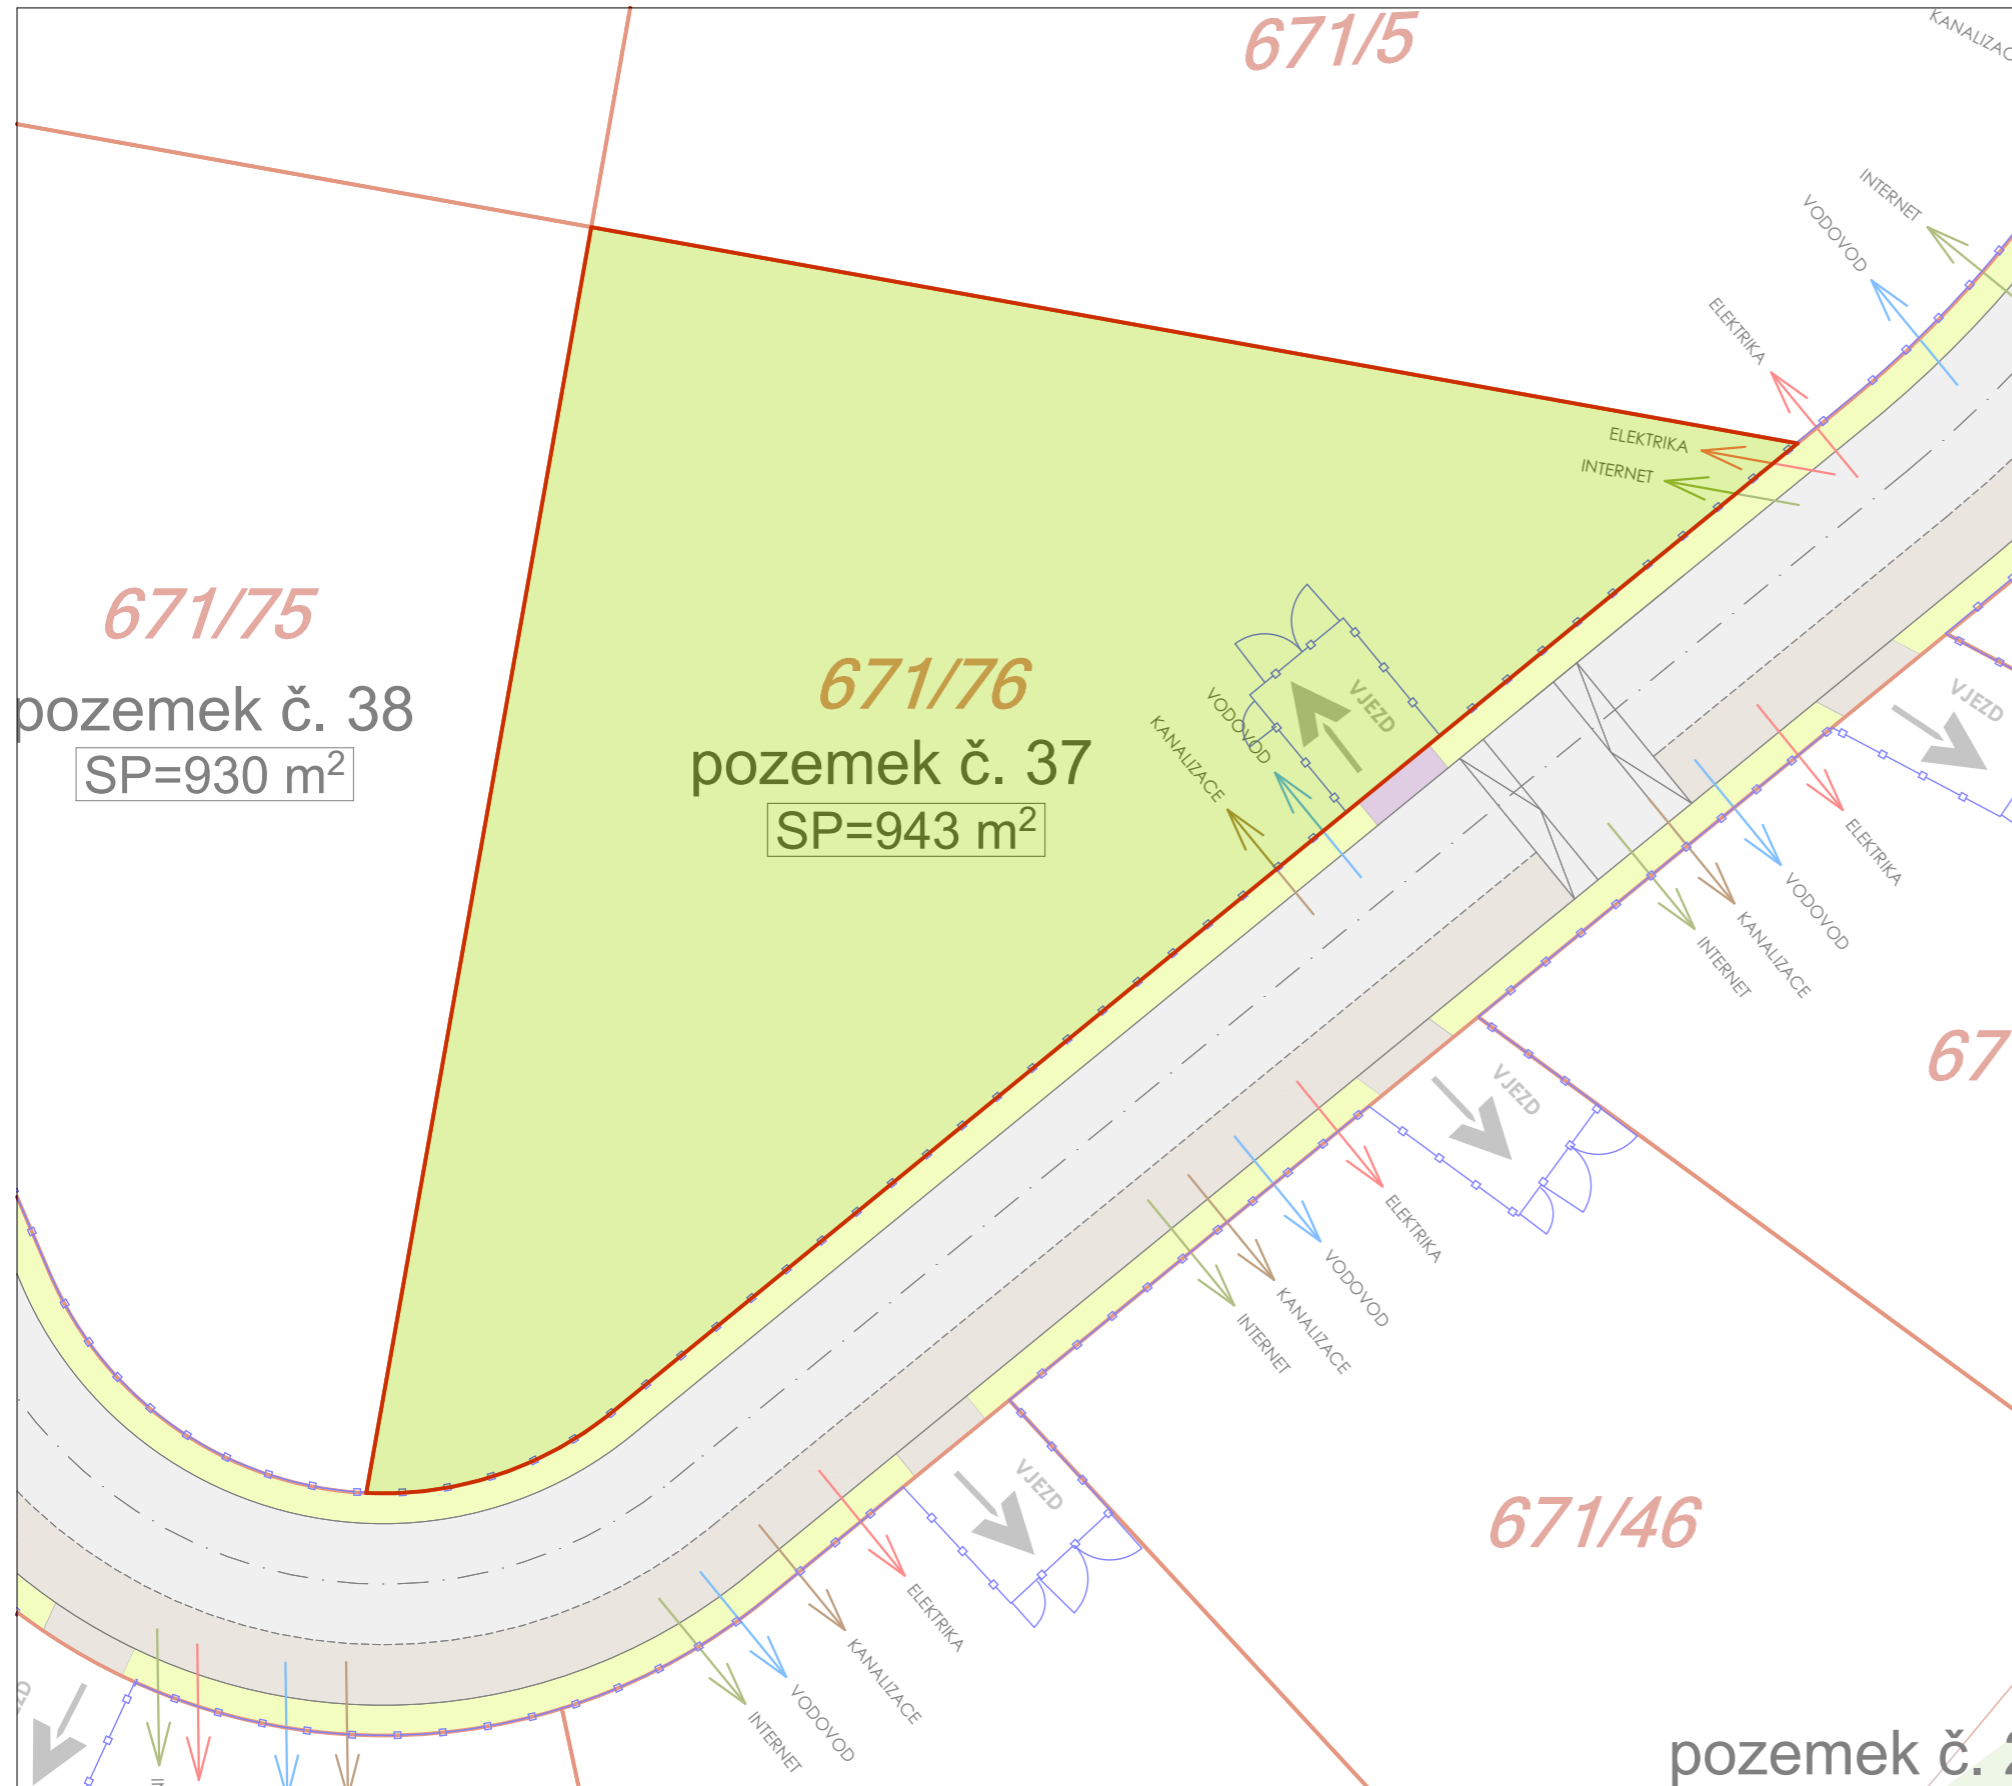 671/5
KANALIZAC
INTERNET
VODOVOD
ELEKTRIKA
ELEKTRIKA
INTERNET
671/75
pozemek č. 38
SP=930 m²
671/76
pozemek č. 37
SP=943 m²
VODOVOD
KANALIZACE
VJEZD
VJEZD
ELEKTRIKA
VODOVOD
KANALIZACE
INTERNET
67
VJEZD
ELEKTRIKA
VODOVOD
KANALIZACE
INTERNET
VJEZD
671/46
ELEKTRIKA
KANALIZACE
VODOVOD
INTERNET
ZD
pozemek č.